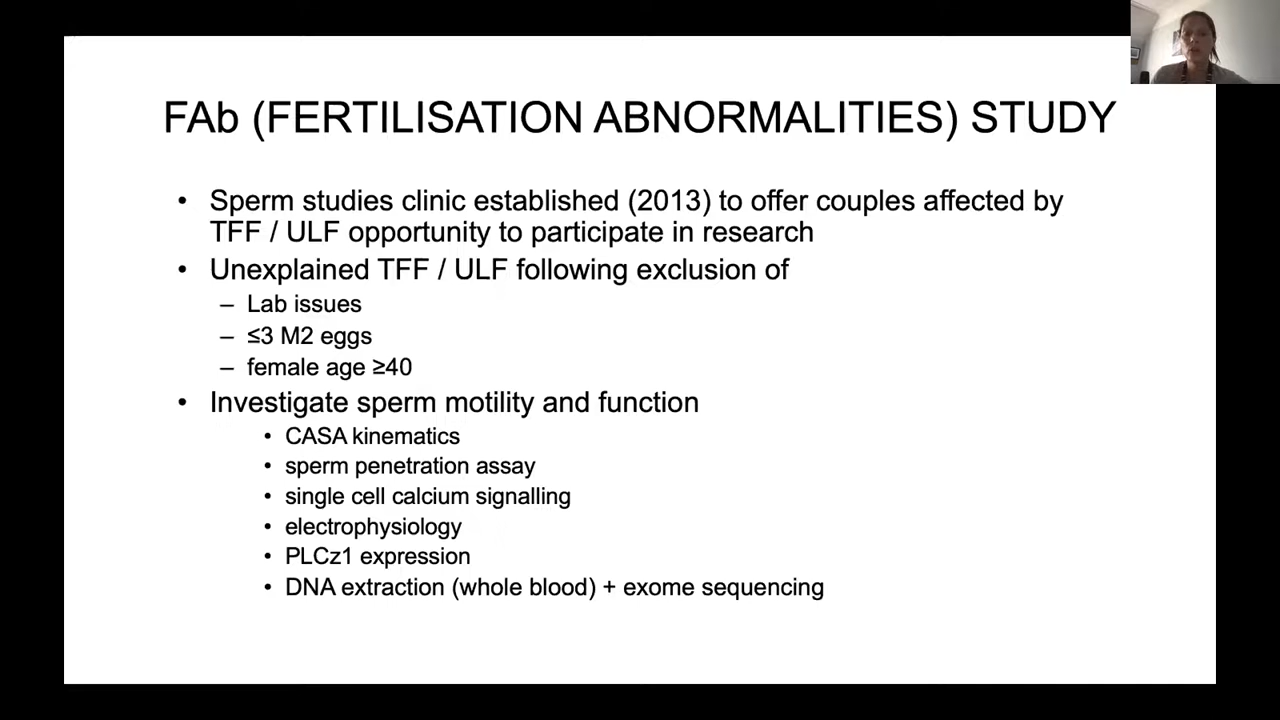 FAb (FERTILISATION ABNORMALITIES) STUDY
• Sperm studies clinic established (2013) to offer couples affected by
TFF / ULF opportunity to participate in research
• Unexplained TFF / ULF following exclusion of
– Lab issues
– ≤3 M2 eggs
– female age ≥40
• Investigate sperm motility and function
• CASA kinematics
• sperm penetration assay
• single cell calcium signalling
• electrophysiology
• PLCz1 expression
• DNA extraction (whole blood) + exome sequencing